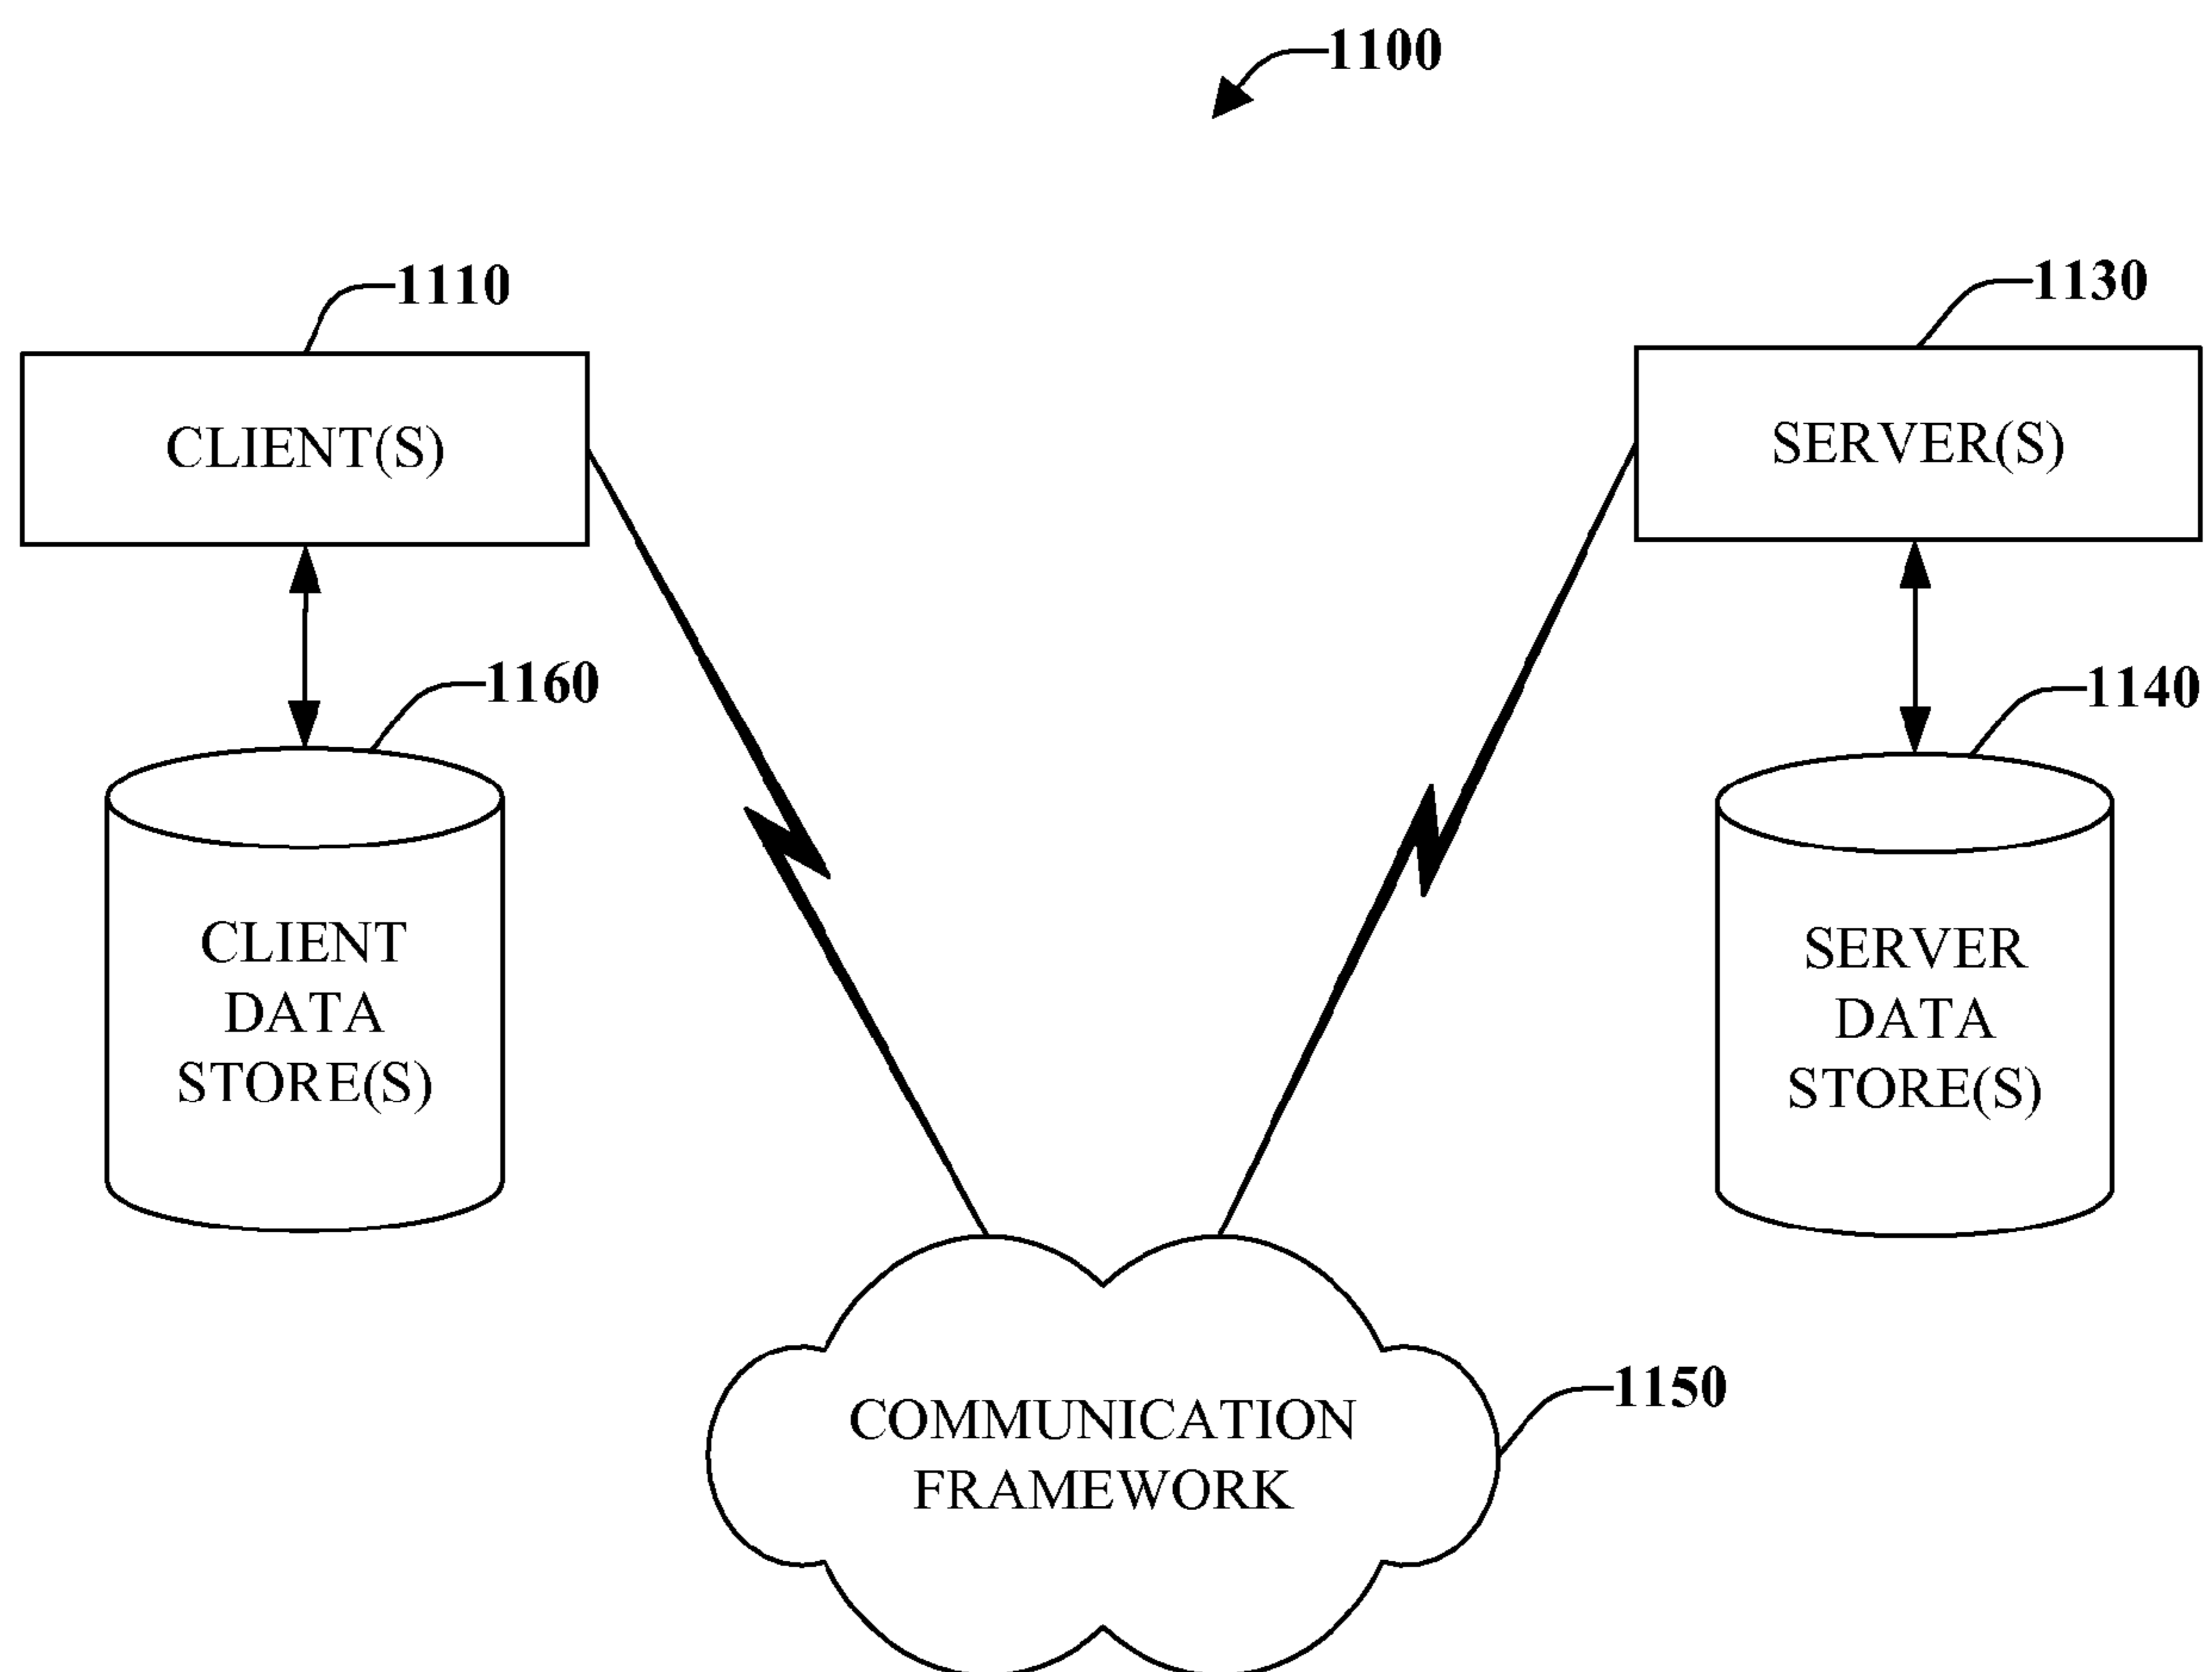 1100
1110
1130
CLIENT(S)
SERVER(S)
1160
1140
CLIENT
DATA
STORE(S)
SERVER
DATA
STORE(S)
1150
COMMUNICATION
FRAMEWORK